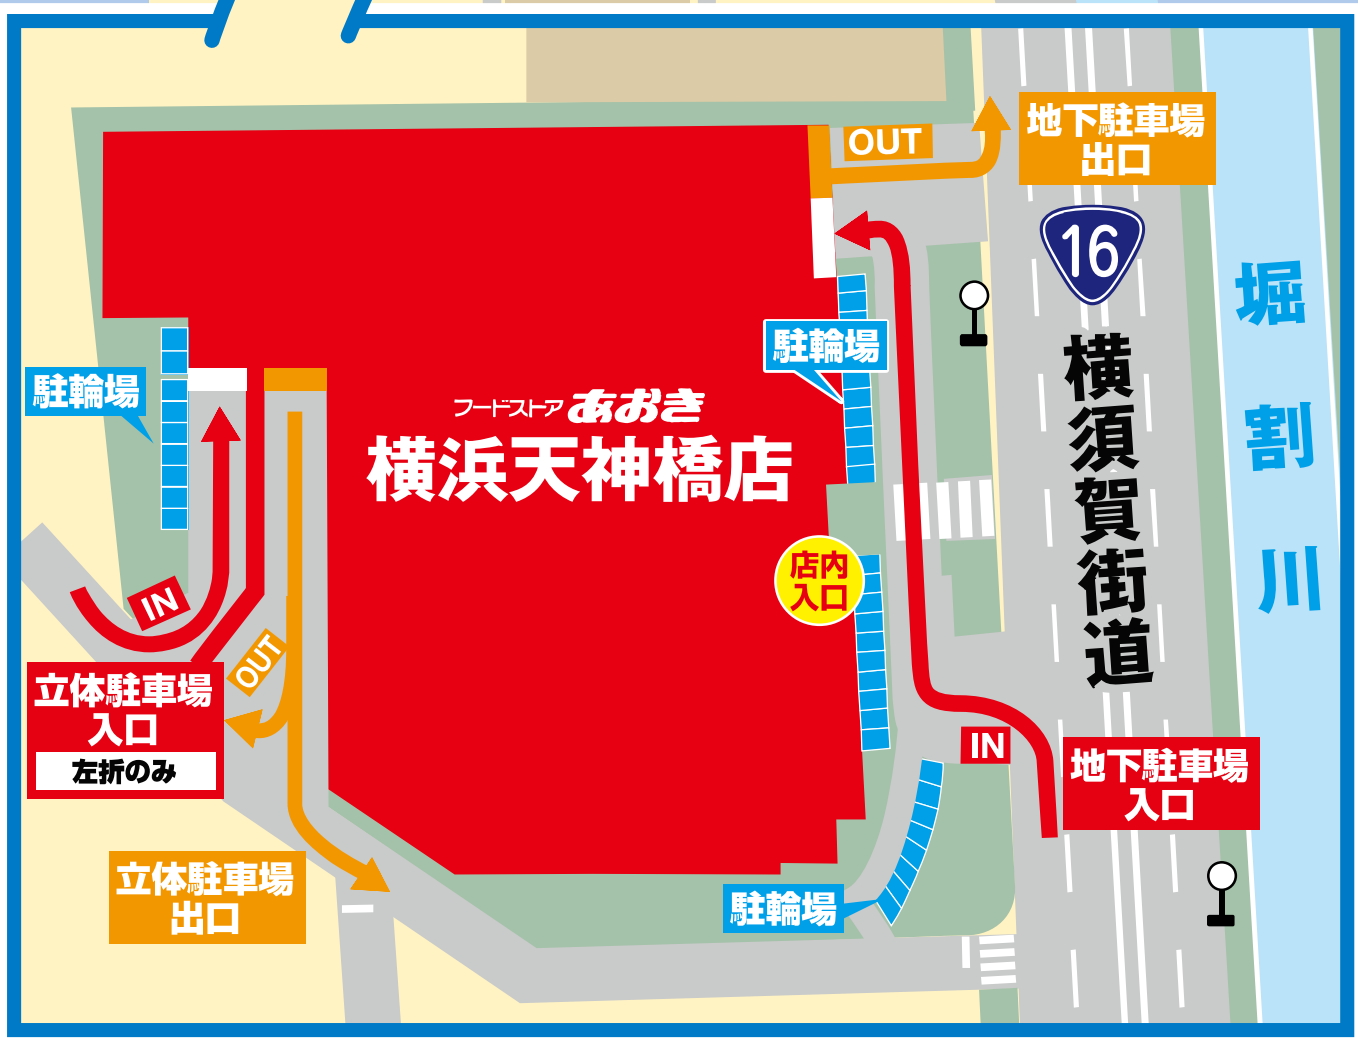 OUT
地下駐車場
出口
16
横須賀街道
堀割川
駐輪場
駐輪場
フードストアあおき
横浜天神橋店
店内
入口
IN
OUT
立体駐車場
入口
左折のみ
IN
地下駐車場
入口
立体駐車場
出口
駐輪場